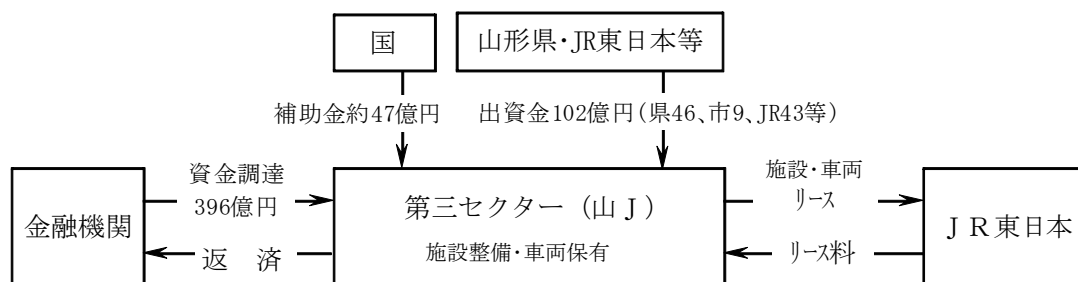 国
山形県・JR東日本等
補助金約47億円
出資金102億円（県46、市9、JR43等）
資金調達
396億円
金融機関
返　済
第三セクター（山Ｊ）
施設整備・車両保有
施設・車両
リース
リース料
ＪＲ東日本